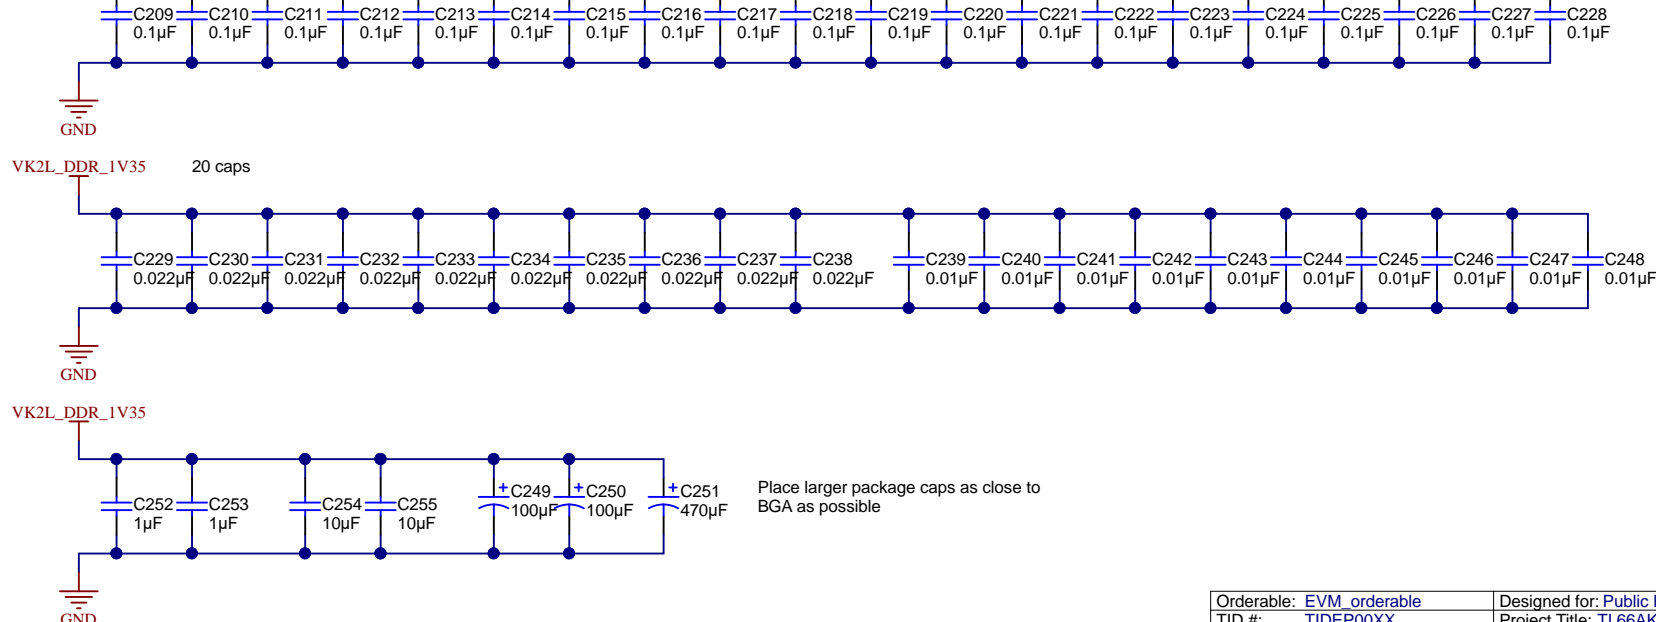 C209 C210 C211 C212 C213 C214 C215 C216 C217 C218 C219 C220 C221 C222 C223 C224 C225 C226 C227 C228
0.1µF 0.1µF 0.1µF 0.1µF 0.1µF 0.1µF 0.1µF 0.1µF 0.1µF 0.1µF 0.1µF 0.1µF 0.1µF 0.1µF 0.1µF 0.1µF 0.1µF 0.1µF 0.1µF 0.1µF
GND
VK2L_DDR_1V35 20 caps
C229 C230 C231 C232 C233 C234 C235 C236 C237 C238 C239 C240 C241 C242 C243 C244 C245 C246 C247 C248
0.022µF 0.022µF 0.022µF 0.022µF 0.022µF 0.022µF 0.022µF 0.022µF 0.022µF 0.022µF 0.01µF 0.01µF 0.01µF 0.01µF 0.01µF 0.01µF 0.01µF 0.01µF 0.01µF 0.01µF
GND
VK2L_DDR_1V35
C252 C253 C254 C255 + C249 + C250 + C251
1µF 1µF 10µF 10µF 100µF 100µF 470µF
Place larger package caps as close to
BGA as possible
GND
Orderable: EVM_orderable Designed for: Public
TID #: TIDEP00XX Project Title: TL66AK